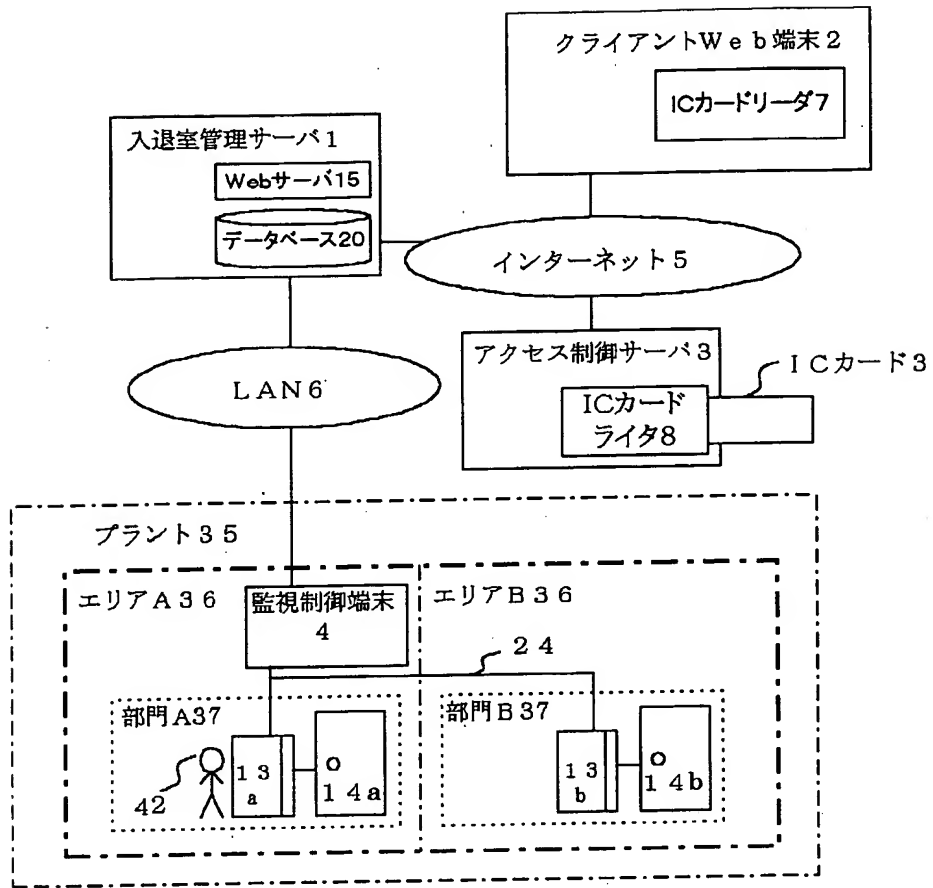 クライアントＷｅｂ端末２
ICカードリーダ7
入退室管理サーバ１
Webサーバ15
データベース20
インターネット５
アクセス制御サーバ３
ＩＣカード３
ICカード
ライタ8
ＬＡＮ６
プラント３５
エリアＡ３６
監視制御端末
４
エリアＢ３６
２４
部門A37
部門Ｂ37
４２
１３
a
１４a
１３
b
１４b